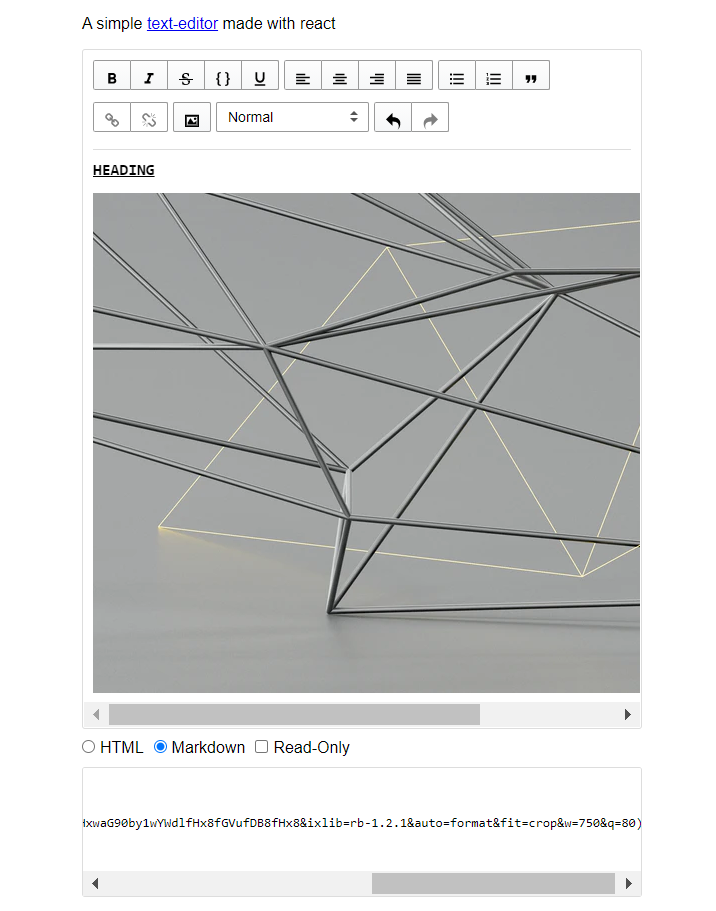 A simple text-editor made with react
B I S {} U
Normal
HEADING
HTML Markdown Read-Only
xwaG90by1wYWdlfHx8fGVufDB8fHx8&ixlib=rb-1.2.1&auto=format&fit=crop&w=750&q=80)